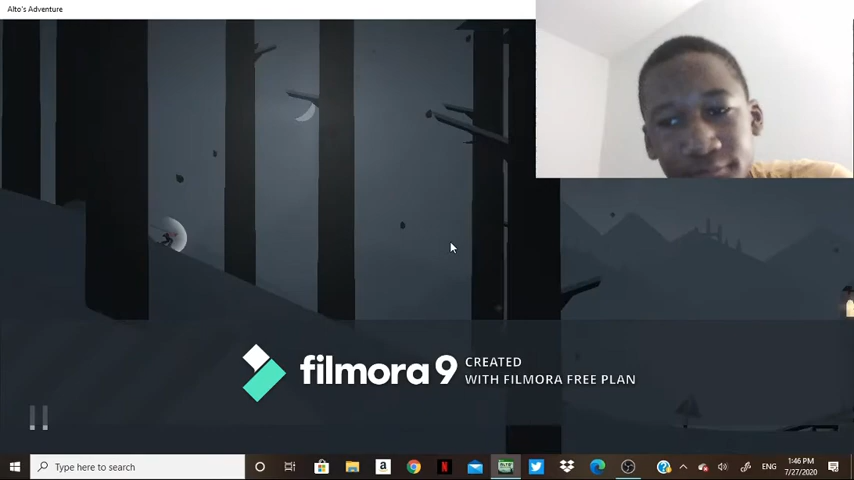 Alto's Adventure
filmora 9
CREATED
WITH FILMORA FREE PLAN
Type here to search
ENG
1:46 PM
7/27/2020